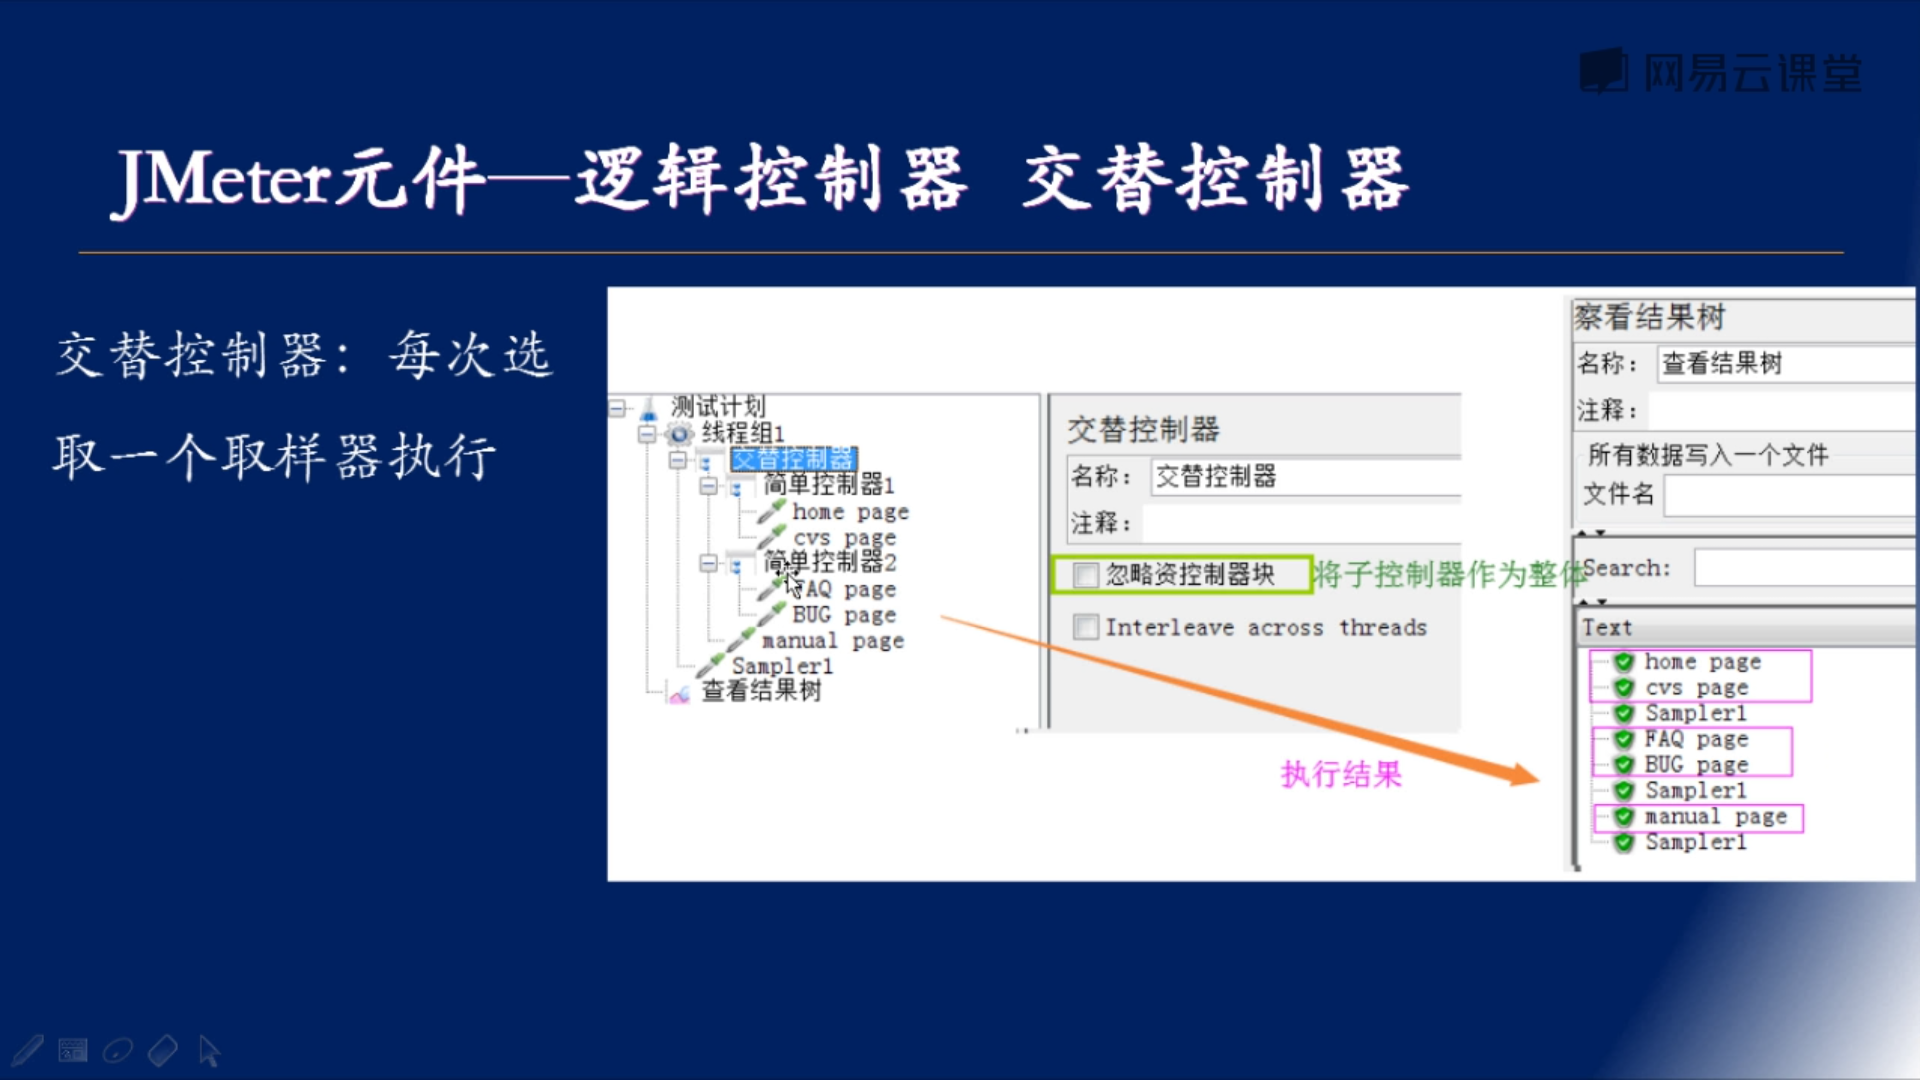 网易云课堂
JMeter元件—逻辑控制器 交替控制器
交替控制器：每次选
取一个取样器执行
测试计划
线程组1
交替控制器
简单控制器1
home page
cvs page
简单控制器2
FAQ page
BUG page
manual page
Sampler1
查看结果树
交替控制器
名称： 交替控制器
注释：
忽略资控制器块
将子控制器作为整体
Interleave across threads
执行结果
察看结果树
名称： 查看结果树
注释：
所有数据写入一个文件
文件名
Search:
Text
home page
cvs page
Sampler1
FAQ page
BUG page
Sampler1
manual page
Sampler1